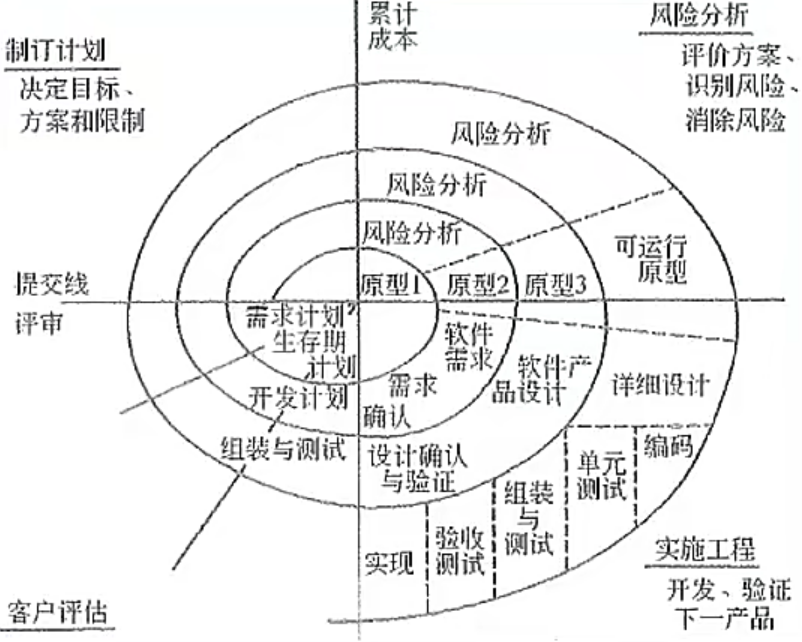 累计
成本
风险分析
评价方案、
识别风险、
消除风险
制订计划
决定目标、
方案和限制
风险分析
风险分析
风险分析
可运行
原型
提交线
原型1
原型2
原型3
评审
需求计划
生存期
计划
软件
需求
需求
确认
软件产
品设计
详细设计
开发计划
组装与测试
设计确认
与验证
编码
单元
测试
组装
与
测试
验收
测试
实现
实施工程
开发、验证
下一产品
客户评估